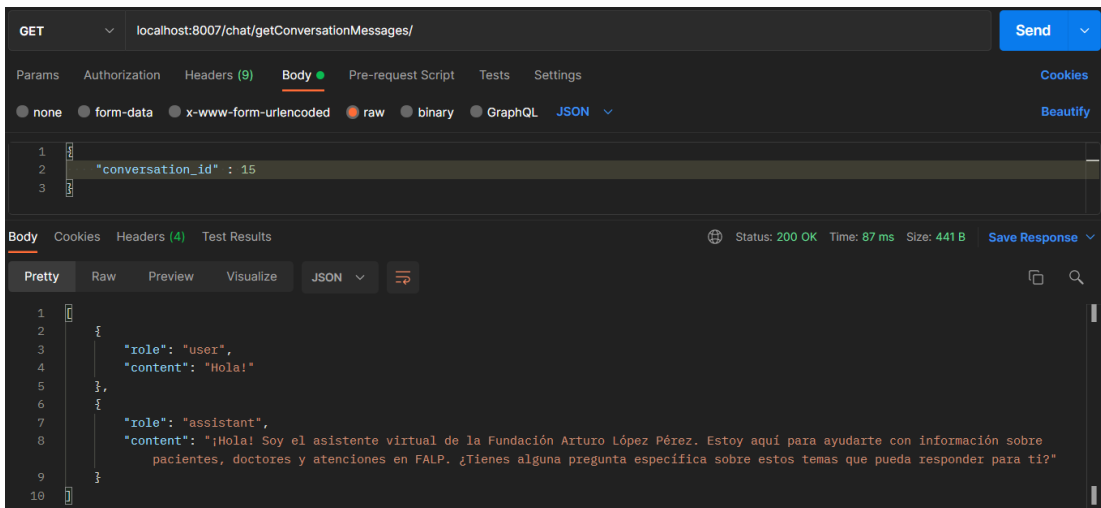 GET localhost:8007/chat/getConversationMessages/ Send
Params Authorization Headers (9) Body Pre-request Script Tests Settings Cookies
none form-data x-www-form-urlencoded raw binary GraphQL JSON Beautify
1 {
2 "conversation_id" : 15
3 }
Body Cookies Headers (4) Test Results Status: 200 OK Time: 87 ms Size: 441 B Save Response
Pretty Raw Preview Visualize JSON
1 [
2 {
3 "role": "user",
4 "content": "Hola!"
5 },
6 {
7 "role": "assistant",
8 "content": "¡Hola! Soy el asistente virtual de la Fundación Arturo López Pérez. Estoy aquí para ayudarte con información sobre
pacientes, doctores y atenciones en FALP. ¿Tienes alguna pregunta específica sobre estos temas que pueda responder para ti?"
9 }
10 ]